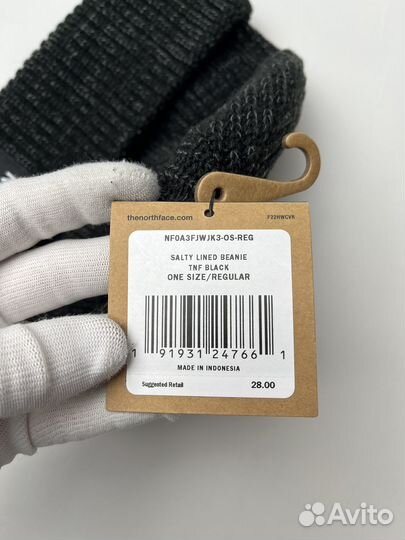 thenorthface.com F22HWCVR
NF0A3FJWJK3-OS-REG
SALTY LINED BEANIE
TNF BLACK
ONE SIZE/REGULAR
1 91931 24766 1
MADE IN INDONESIA
Suggested Retail 28.00
Avito